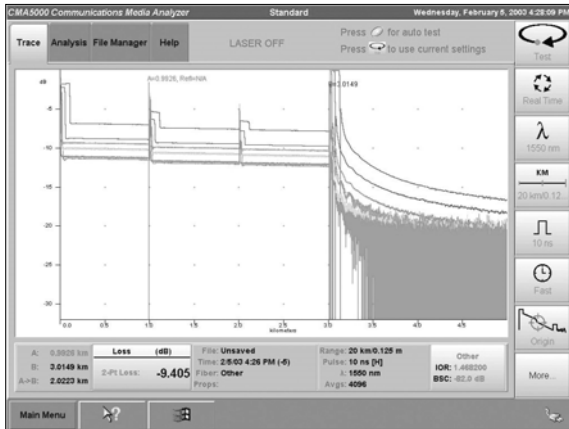 CMA5000 Communications Media Analyzer Standard Wednesday, February 5, 2003 4:28:09 PM
Trace Analysis File Manager Help LASER OFF
Press for auto test
Press to use current settings
Test
Real Time
1550 nm
KM
20 km/0.12...
10 ns
Fast
Origin
More...
dB
A=0.9926, Refl=N/A
B=3.0149
-5
-10
-15
-20
-25
-30
0.0 0.5 1.0 1.5 2.0 2.5 3.0 3.5 4.0 4.5
kilometers
A: 0.9926 km
B: 3.0149 km
A->B: 2.0223 km
Loss (dB)
2-Pt Loss: -9.405
File: Unsaved
Time: 2/5/03 4:26 PM (-5)
Fiber: Other
Props:
Range: 20 km/0.125 m
Pulse: 10 ns [H]
λ: 1550 nm
Avgs: 4096
Other
IOR: 1.468200
BSC: -82.0 dB
Main Menu